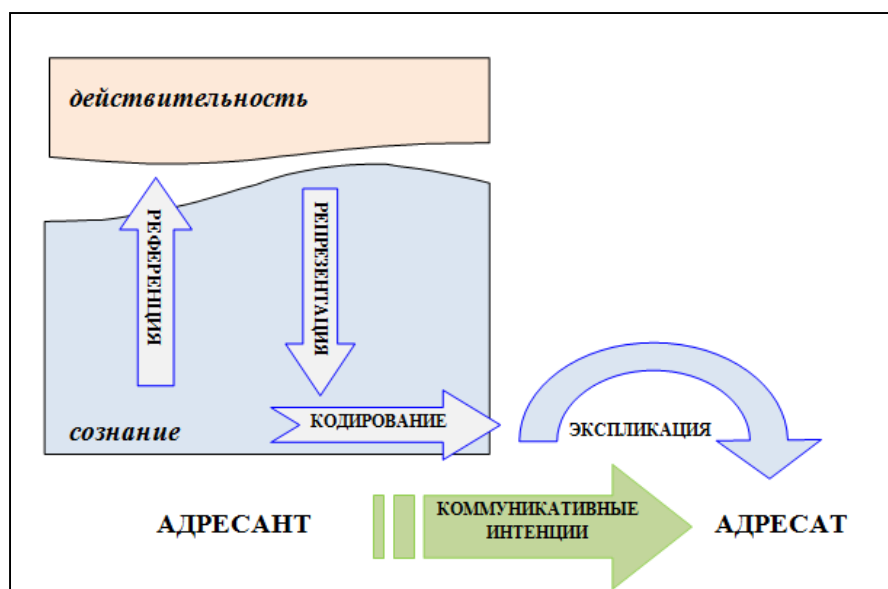 действительность
РЕФЕРЕНЦИЯ
РЕПРЕЗЕНТАЦИЯ
сознание
КОДИРОВАНИЕ
ЭКСПЛИКАЦИЯ
АДРЕСАНТ
КОММУНИКАТИВНЫЕ
ИНТЕНЦИИ
АДРЕСАТ